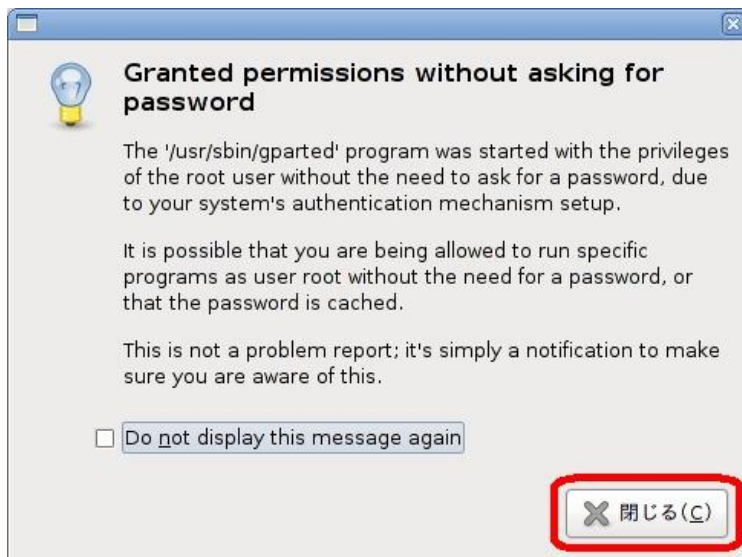 Granted permissions without asking for
password
The '/usr/sbin/gparted' program was started with the privileges
of the root user without the need to ask for a password, due
to your system's authentication mechanism setup.
It is possible that you are being allowed to run specific
programs as user root without the need for a password, or
that the password is cached.
This is not a problem report; it's simply a notification to make
sure you are aware of this.
Do not display this message again
閉じる(C)